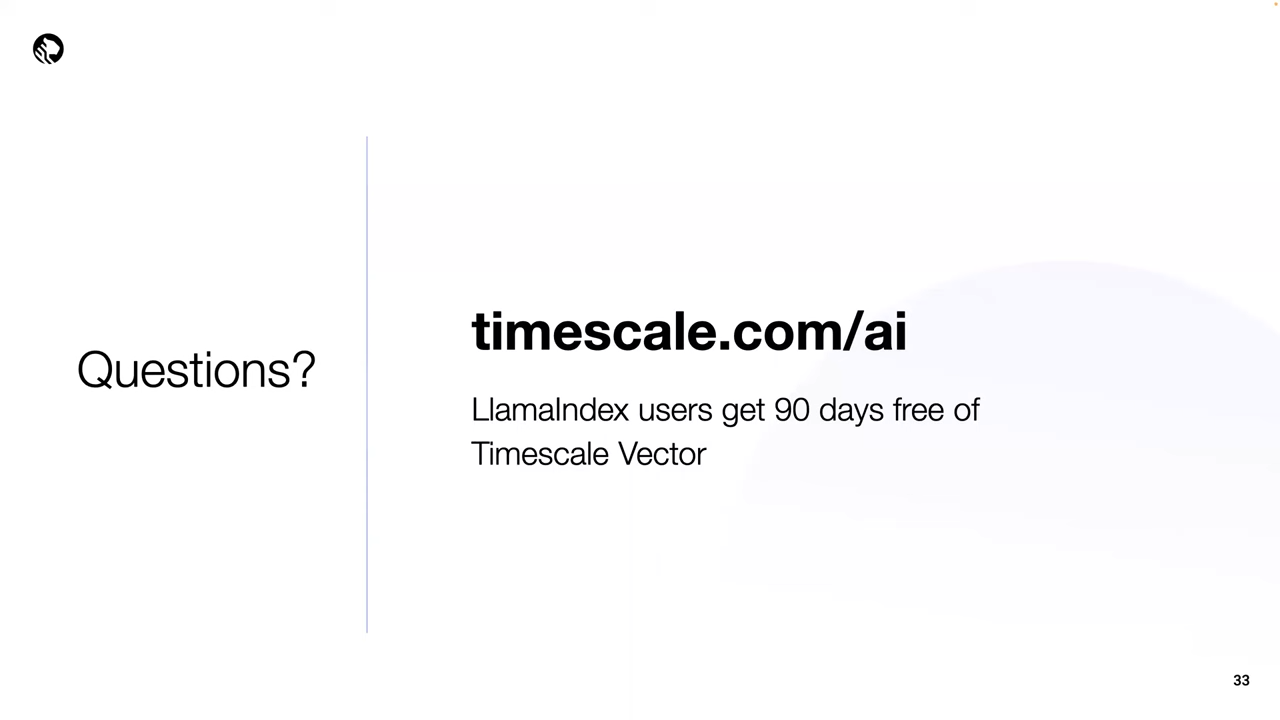 Questions?
timescale.com/ai
LlamaIndex users get 90 days free of
Timescale Vector
33